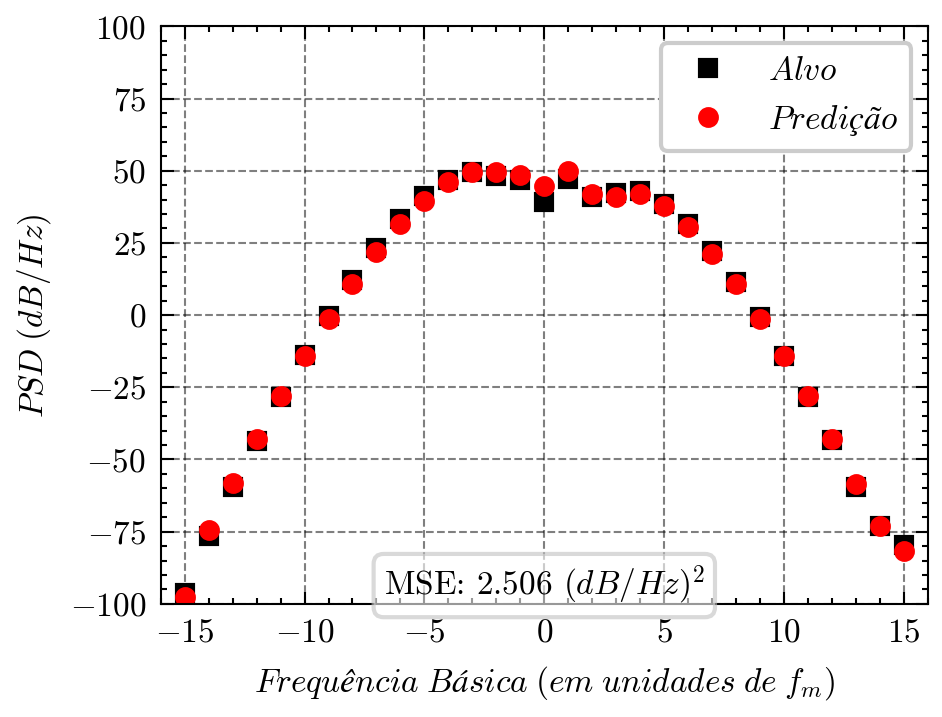 100
75
50
25
0
−25
−50
−75
−100
PSD (dB/Hz)
Alvo
Predição
MSE: 2.506 (dB/Hz)²
−15 −10 −5 0 5 10 15
Frequência Básica (em unidades de fₘ)